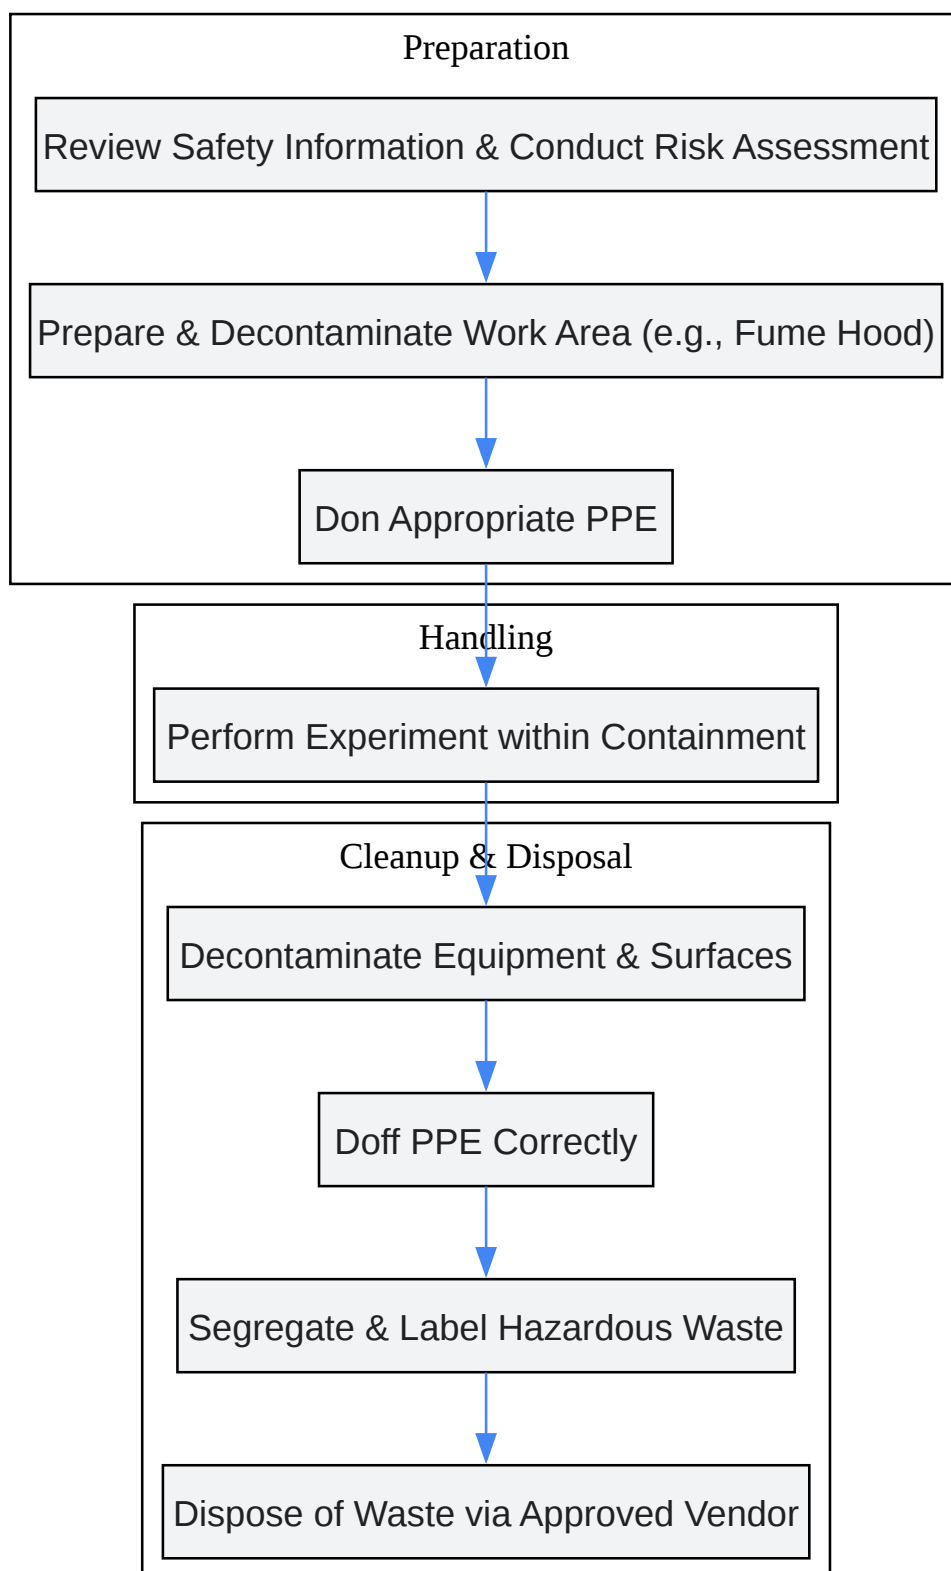 Preparation
Review Safety Information & Conduct Risk Assessment
Prepare & Decontaminate Work Area (e.g., Fume Hood)
Don Appropriate PPE
Handling
Perform Experiment within Containment
Cleanup & Disposal
Decontaminate Equipment & Surfaces
Doff PPE Correctly
Segregate & Label Hazardous Waste
Dispose of Waste via Approved Vendor